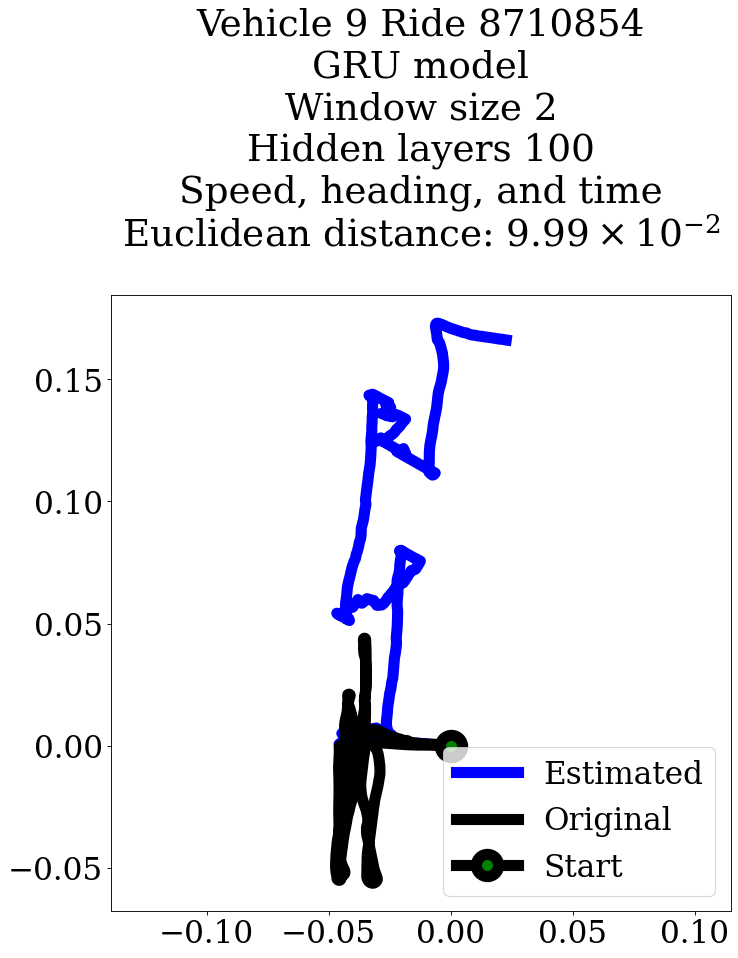 Vehicle 9 Ride 8710854
GRU model
Window size 2
Hidden layers 100
Speed, heading, and time
Euclidean distance: 9.99 × 10⁻²
0.15
0.10
0.05
0.00
−0.05
Estimated
Original
Start
−0.10 −0.05 0.00 0.05 0.10